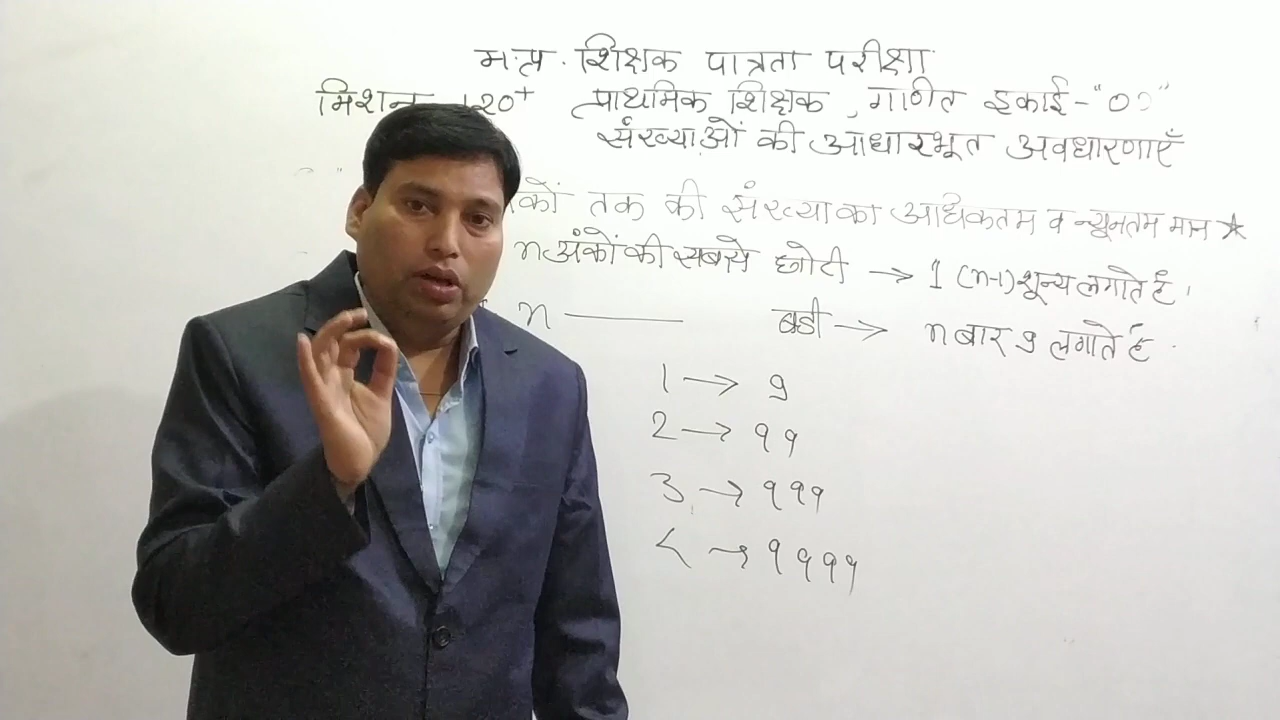 म.प्र. शिक्षक पात्रता परीक्षा
मिशन 120+ प्राथमिक शिक्षक, गणित इकाई-"01"
संख्याओं की आधारभूत अवधारणाएँ
तक की संख्या का अधिकतम व न्यूनतम मान ★
n अंकों की सबसे छोटी → 1 (n-1) शून्य लगाते हैं।
n ——— बडी → n बार 9 लगाते हैं.
1 → 9
2 → 99
3 → 999
4 → 9999